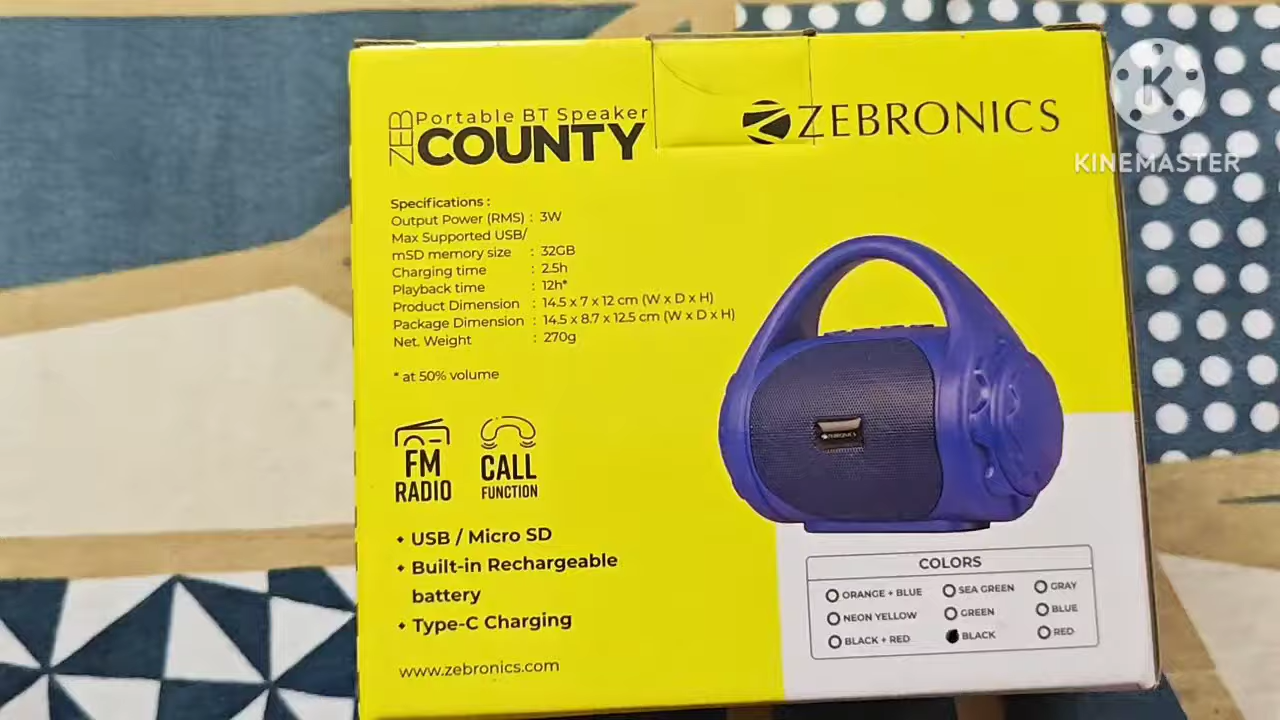 ZEB
Portable BT Speaker
COUNTY
ZEBRONICS
KINEMASTER
Specifications :
Output Power (RMS) : 3W
Max Supported USB/
mSD memory size : 32GB
Charging time : 2.5h
Playback time : 12h*
Product Dimension : 14.5 x 7 x 12 cm (W x D x H)
Package Dimension : 14.5 x 8.7 x 12.5 cm (W x D x H)
Net. Weight : 270g
* at 50% volume
FM
RADIO
CALL
FUNCTION
ZEBRONICS
• USB / Micro SD
• Built-in Rechargeable
battery
• Type-C Charging
www.zebronics.com
COLORS
ORANGE + BLUE SEA GREEN GRAY
NEON YELLOW GREEN BLUE
BLACK + RED BLACK RED